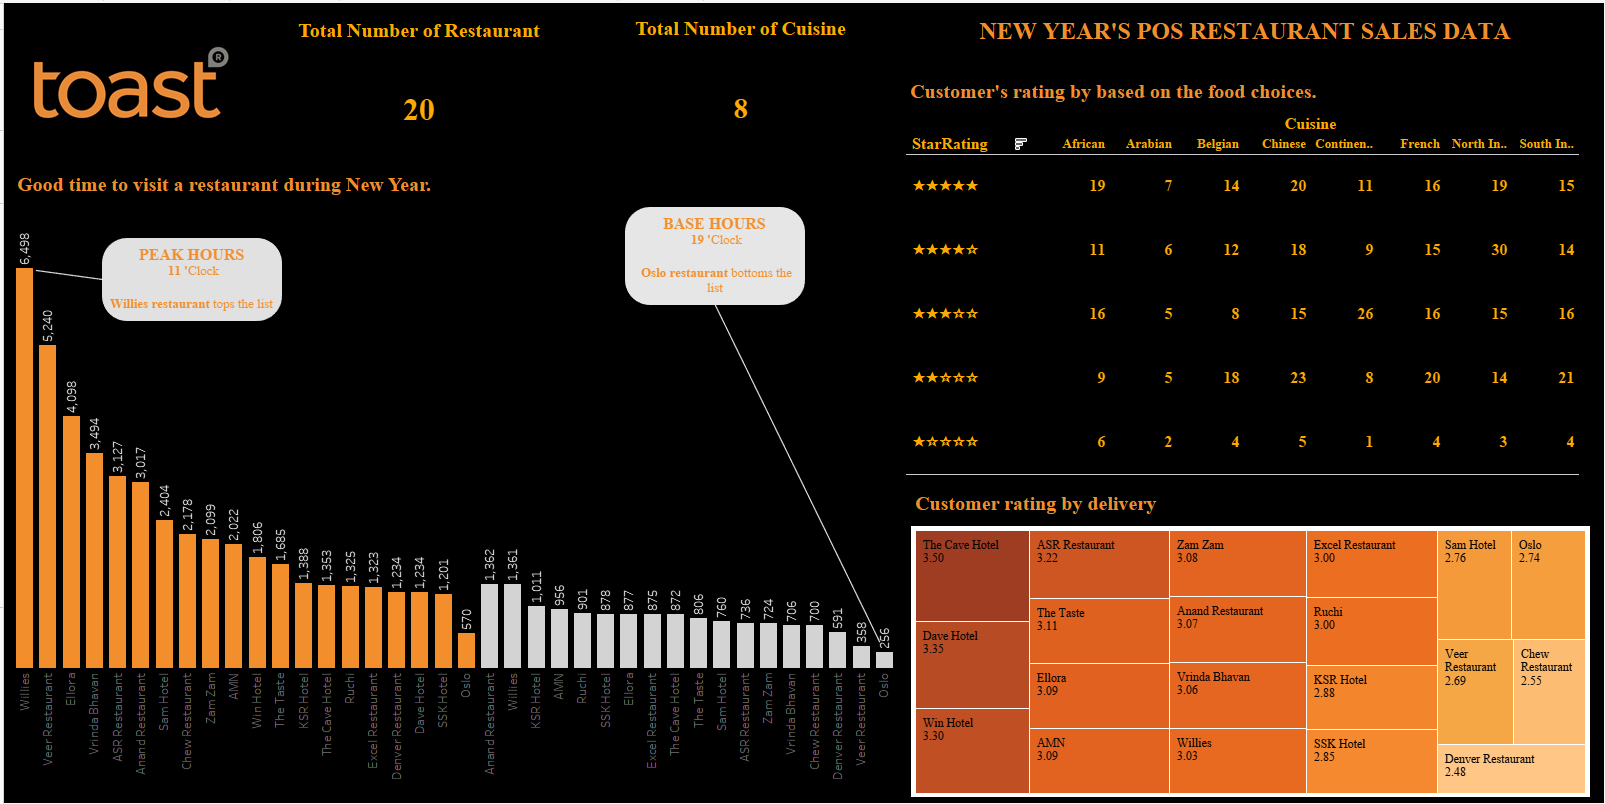 toast®
Total Number of Restaurant
20
Total Number of Cuisine
8
NEW YEAR'S POS RESTAURANT SALES DATA
Good time to visit a restaurant during New Year.
PEAK HOURS
11 'Clock
Willies restaurant tops the list
BASE HOURS
19 'Clock
Oslo restaurant bottoms the
list
6,498
5,240
4,098
3,494
3,127
3,017
2,404
2,178
2,099
2,022
1,806
1,685
1,388
1,353
1,325
1,323
1,234
1,234
1,201
570
1,362
1,361
1,011
956
901
878
877
875
872
806
760
736
724
706
700
591
358
256
Willies
Veer Restaurant
Ellora
Vrinda Bhavan
ASR Restaurant
Anand Restaurant
Sam Hotel
Chew Restaurant
Zam Zam
AMN
Win Hotel
The Taste
KSR Hotel
The Cave Hotel
Ruchi
Excel Restaurant
Denver Restaurant
Dave Hotel
SSK Hotel
Oslo
Anand Restaurant
Willies
KSR Hotel
AMN
Ruchi
SSK Hotel
Ellora
Excel Restaurant
The Cave Hotel
The Taste
Sam Hotel
ASR Restaurant
Zam Zam
Vrinda Bhavan
Chew Restaurant
Denver Restaurant
Veer Restaurant
Oslo
Customer's rating by based on the food choices.
Cuisine
StarRating African Arabian Belgian Chinese Continen.. French North In.. South In..
★★★★★ 19 7 14 20 11 16 19 15
★★★★☆ 11 6 12 18 9 15 30 14
★★★☆☆ 16 5 8 15 26 16 15 16
★★☆☆☆ 9 5 18 23 8 20 14 21
★☆☆☆☆ 6 2 4 5 1 4 3 4
Customer rating by delivery
The Cave Hotel
3.50
Dave Hotel
3.35
Win Hotel
3.30
ASR Restaurant
3.22
The Taste
3.11
Ellora
3.09
AMN
3.09
Zam Zam
3.08
Anand Restaurant
3.07
Vrinda Bhavan
3.06
Willies
3.03
Excel Restaurant
3.00
Ruchi
3.00
KSR Hotel
2.88
SSK Hotel
2.85
Sam Hotel
2.76
Oslo
2.74
Veer
Restaurant
2.69
Chew
Restaurant
2.55
Denver Restaurant
2.48